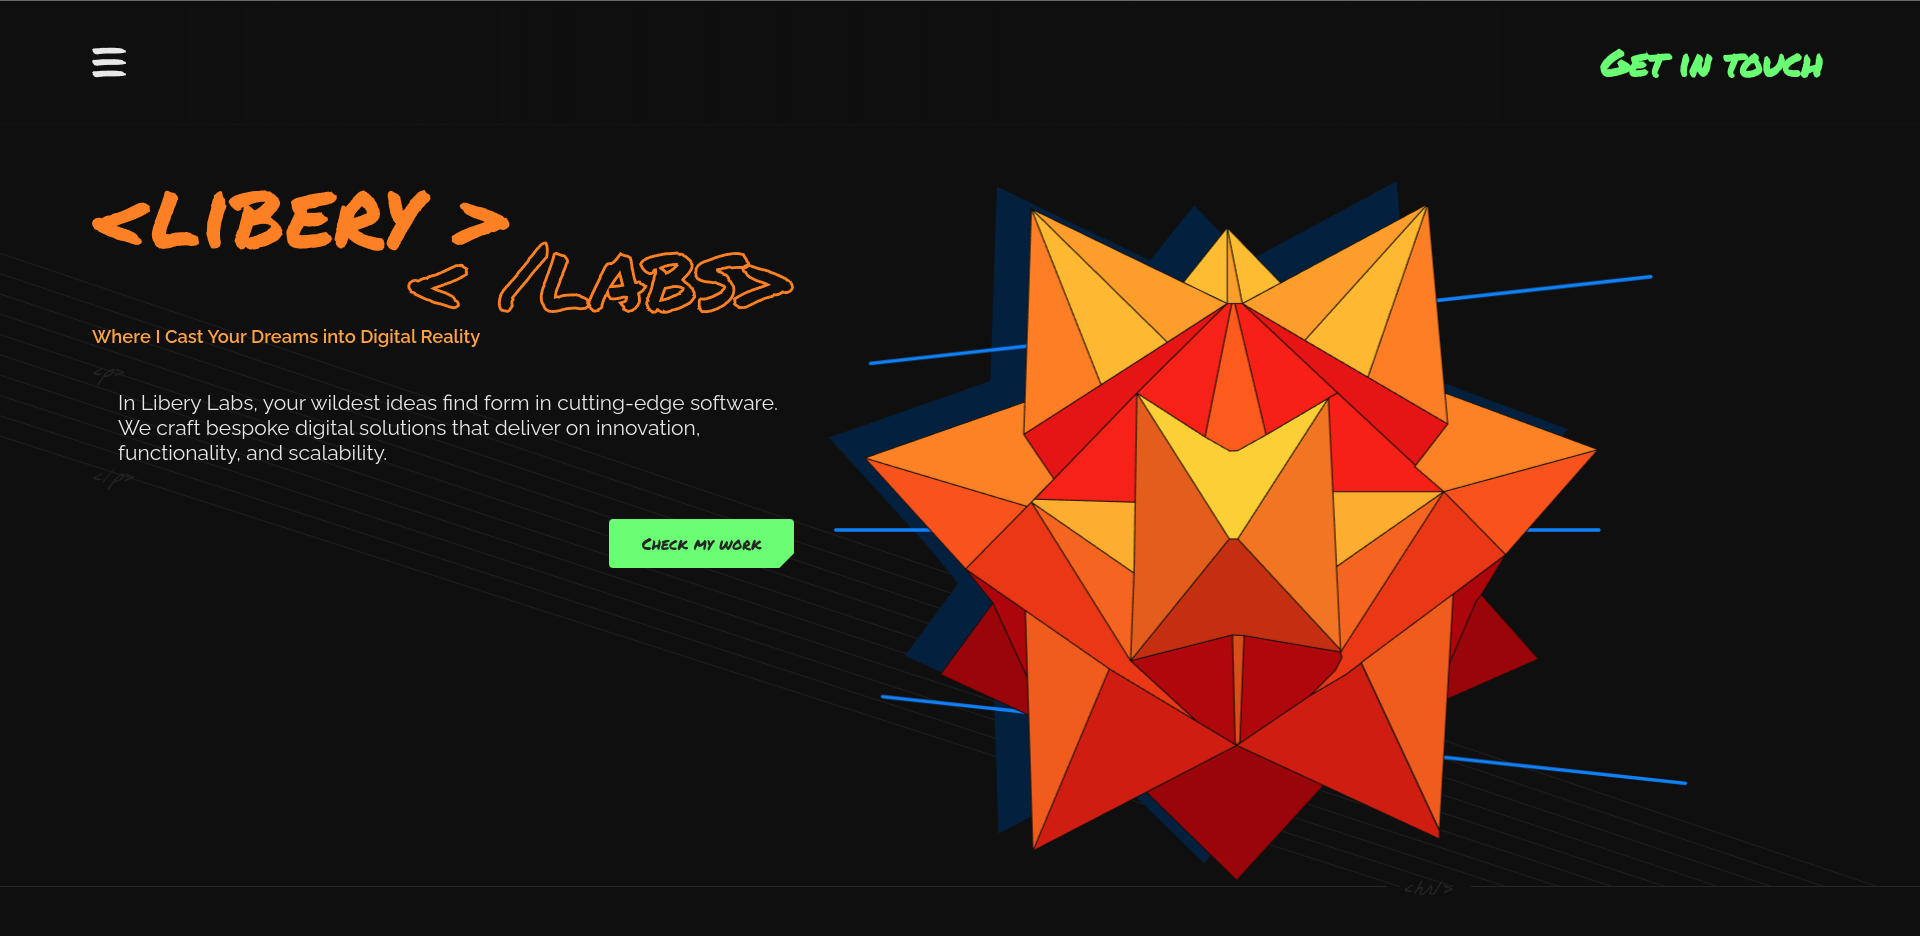 Get in touch
<LIBERY >
< /LABS>
Where I Cast Your Dreams into Digital Reality
<p>
In Libery Labs, your wildest ideas find form in cutting-edge software.
We craft bespoke digital solutions that deliver on innovation,
functionality, and scalability.
</p>
Check my work
<hr/>